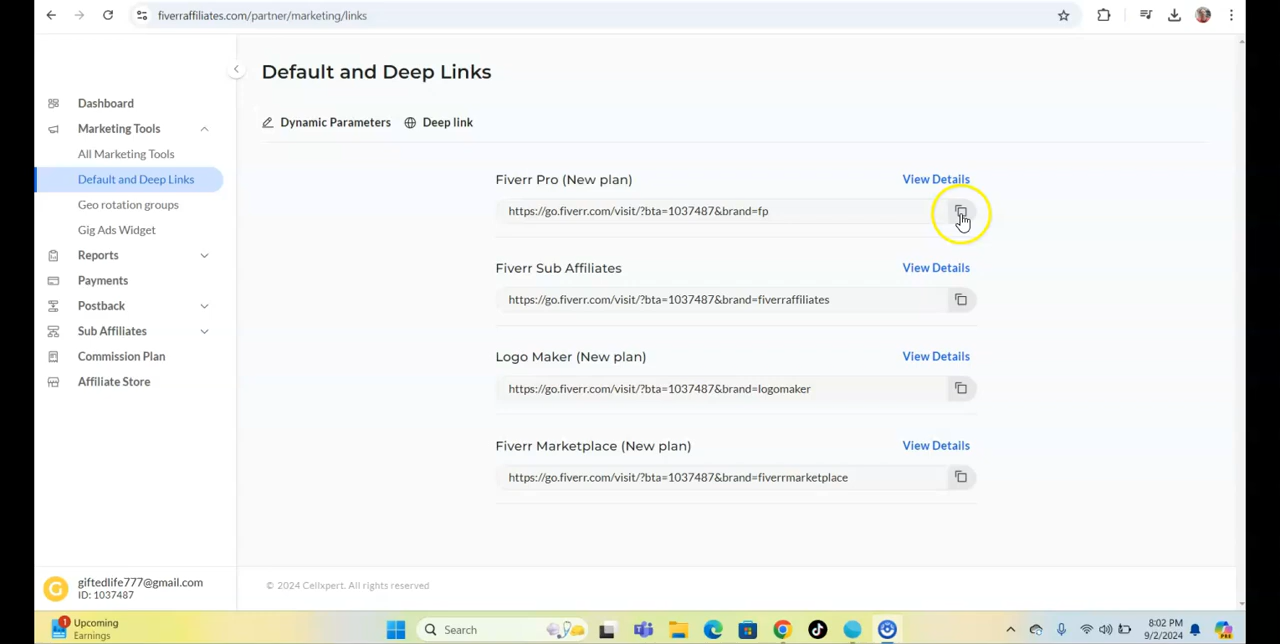 fiverraffiliates.com/partner/marketing/links
Default and Deep Links
Dashboard
Marketing Tools
All Marketing Tools
Default and Deep Links
Geo rotation groups
Gig Ads Widget
Reports
Payments
Postback
Sub Affiliates
Commission Plan
Affiliate Store
Dynamic Parameters
Deep link
Fiverr Pro (New plan)
View Details
https://go.fiverr.com/visit/?bta=1037487&brand=fp
Fiverr Sub Affiliates
View Details
https://go.fiverr.com/visit/?bta=1037487&brand=fiverraffiliates
Logo Maker (New plan)
View Details
https://go.fiverr.com/visit/?bta=1037487&brand=logomaker
Fiverr Marketplace (New plan)
View Details
https://go.fiverr.com/visit/?bta=1037487&brand=fiverrmarketplace
G
giftedlife777@gmail.com
ID: 1037487
© 2024 Cellxpert. All rights reserved
1
Upcoming
Earnings
Search
8:02 PM
9/2/2024
PRE